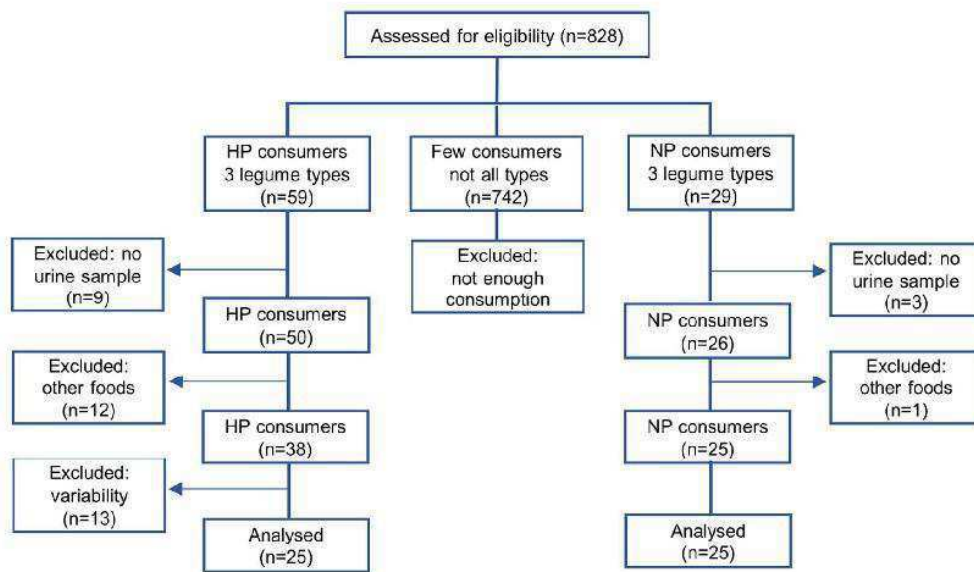 Assessed for eligibility (n=828)
HP consumers
3 legume types
(n=59)
Few consumers
not all types
(n=742)
NP consumers
3 legume types
(n=29)
Excluded: no
urine sample
(n=9)
Excluded:
not enough
consumption
Excluded: no
urine sample
(n=3)
HP consumers
(n=50)
NP consumers
(n=26)
Excluded:
other foods
(n=12)
Excluded:
other foods
(n=1)
HP consumers
(n=38)
NP consumers
(n=25)
Excluded:
variability
(n=13)
Analysed
(n=25)
Analysed
(n=25)